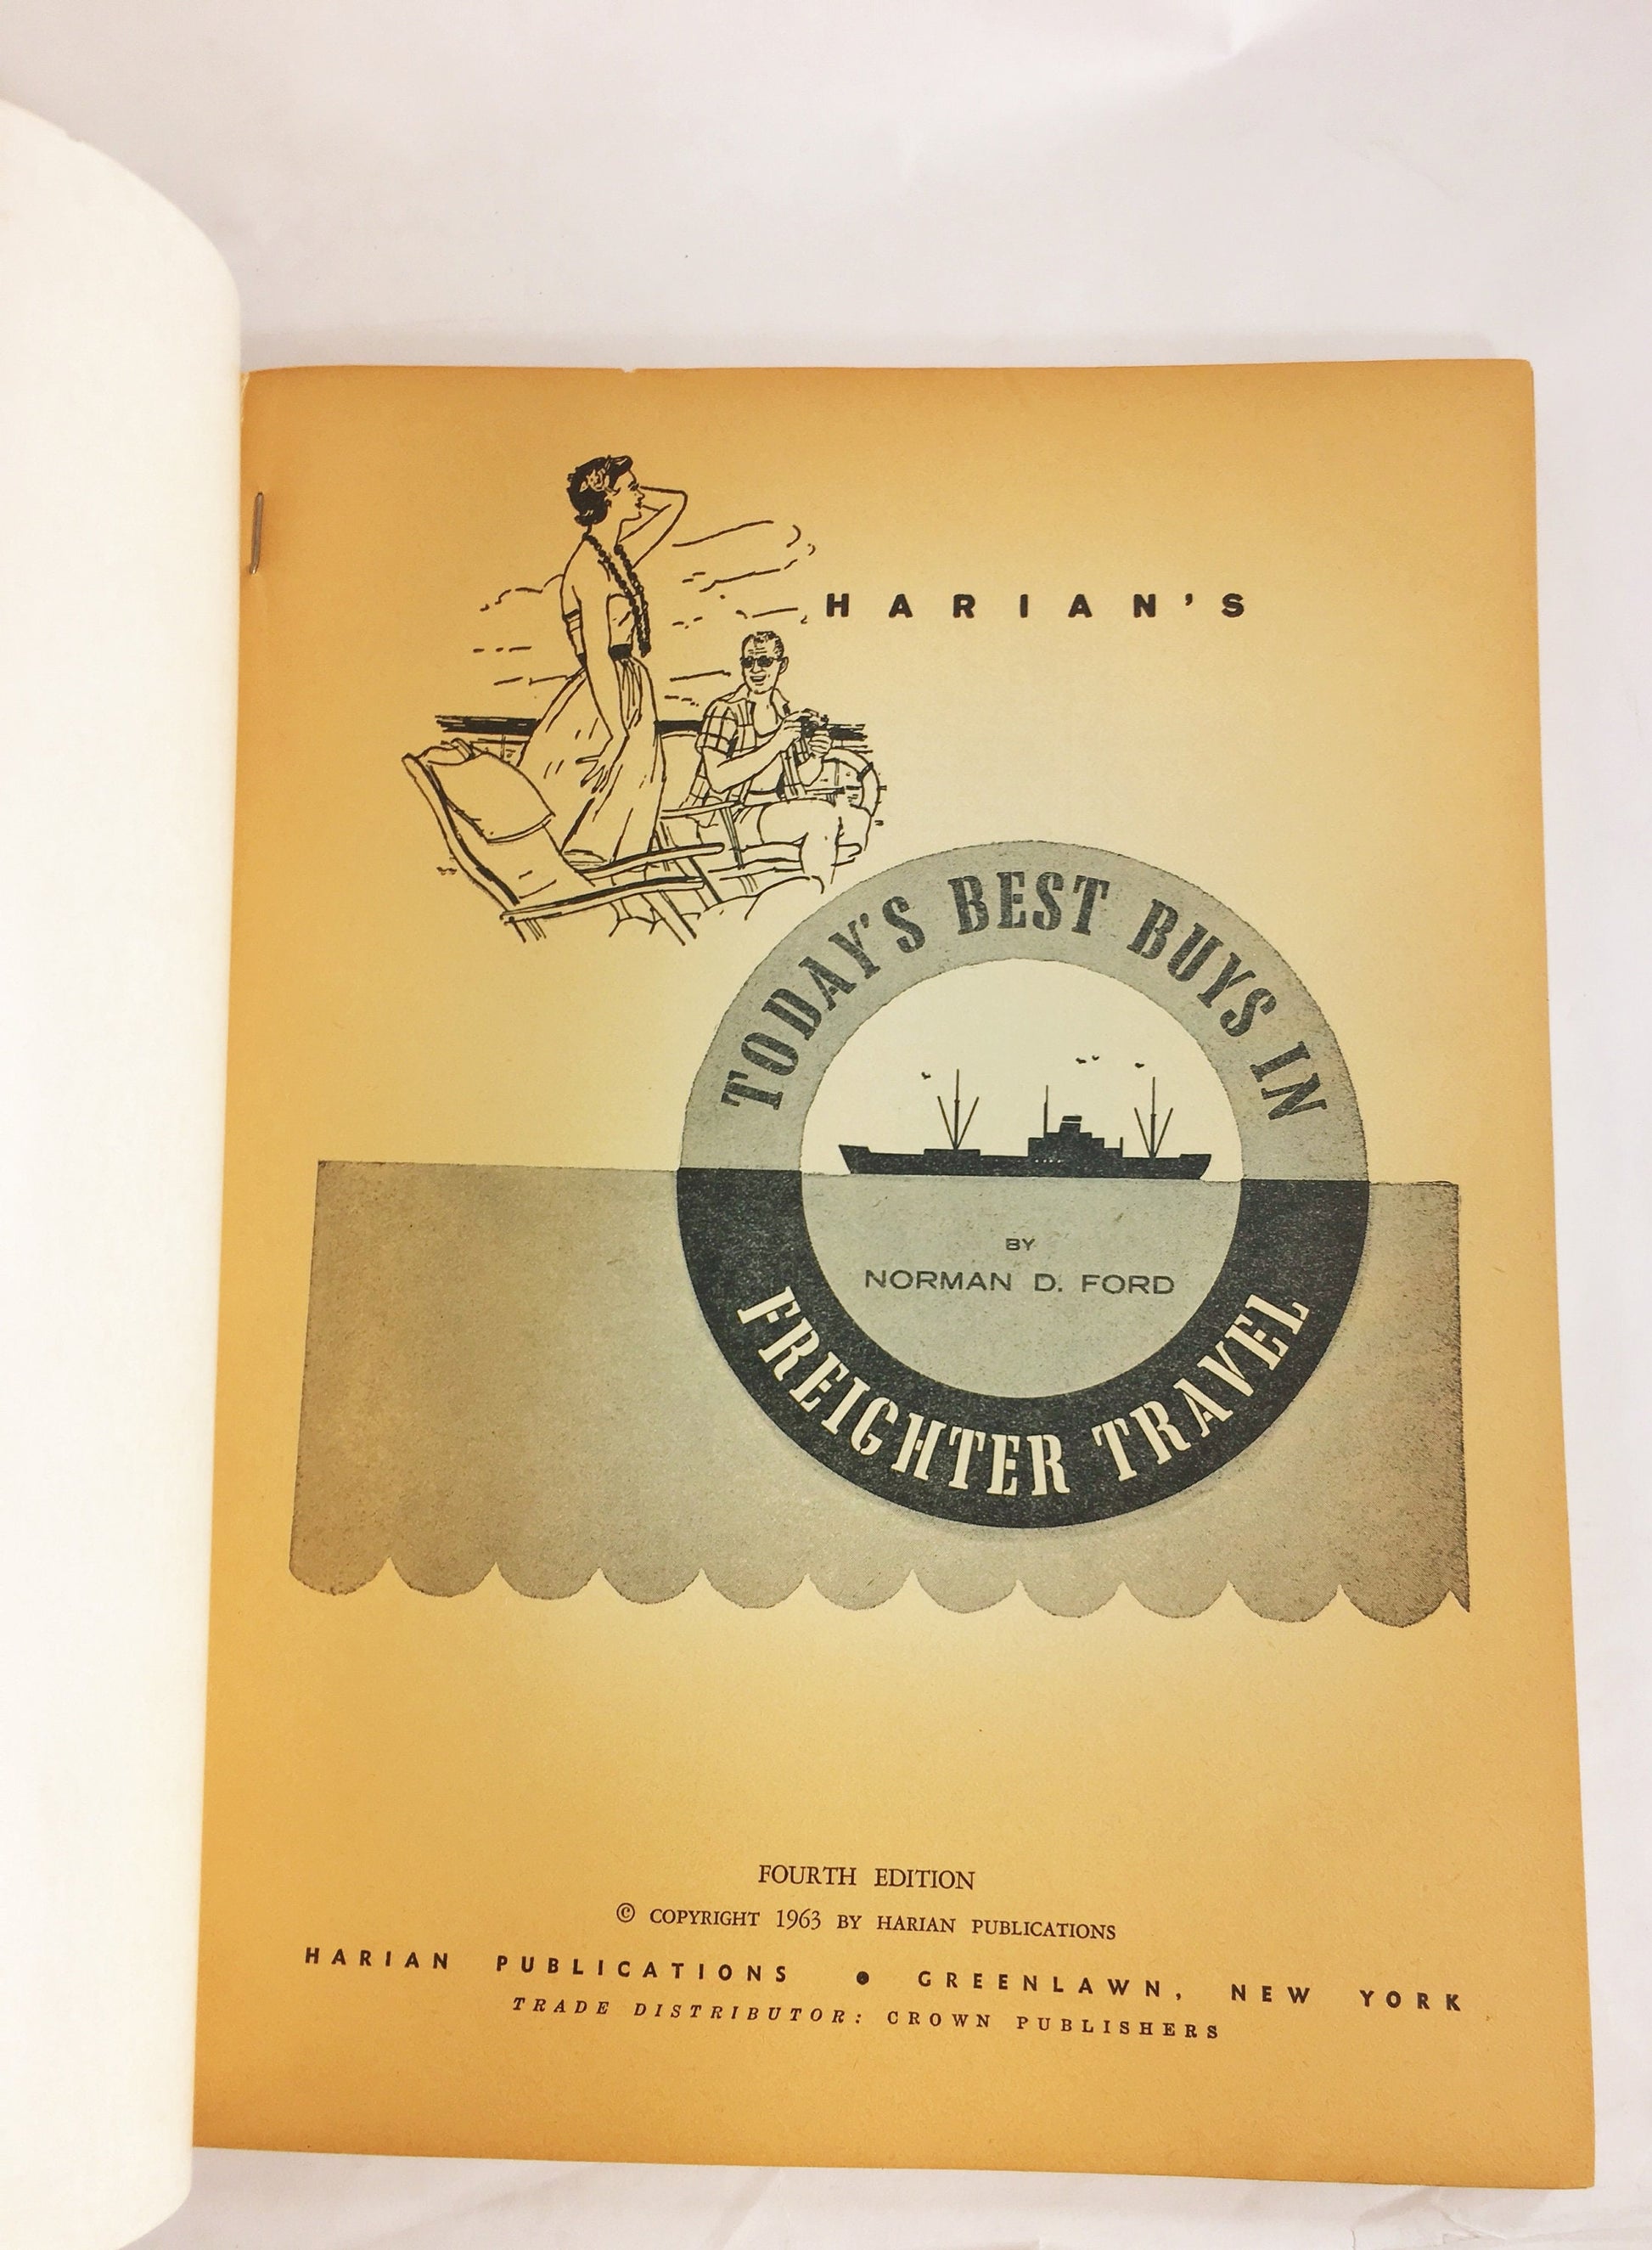 HARIAN'S
TODAY'S BEST BUYS IN
BY
NORMAN D. FORD
FREIGHTER TRAVEL
FOURTH EDITION
© COPYRIGHT 1963 BY HARIAN PUBLICATIONS
HARIAN PUBLICATIONS ● GREENLAWN, NEW YORK
TRADE DISTRIBUTOR: CROWN PUBLISHERS